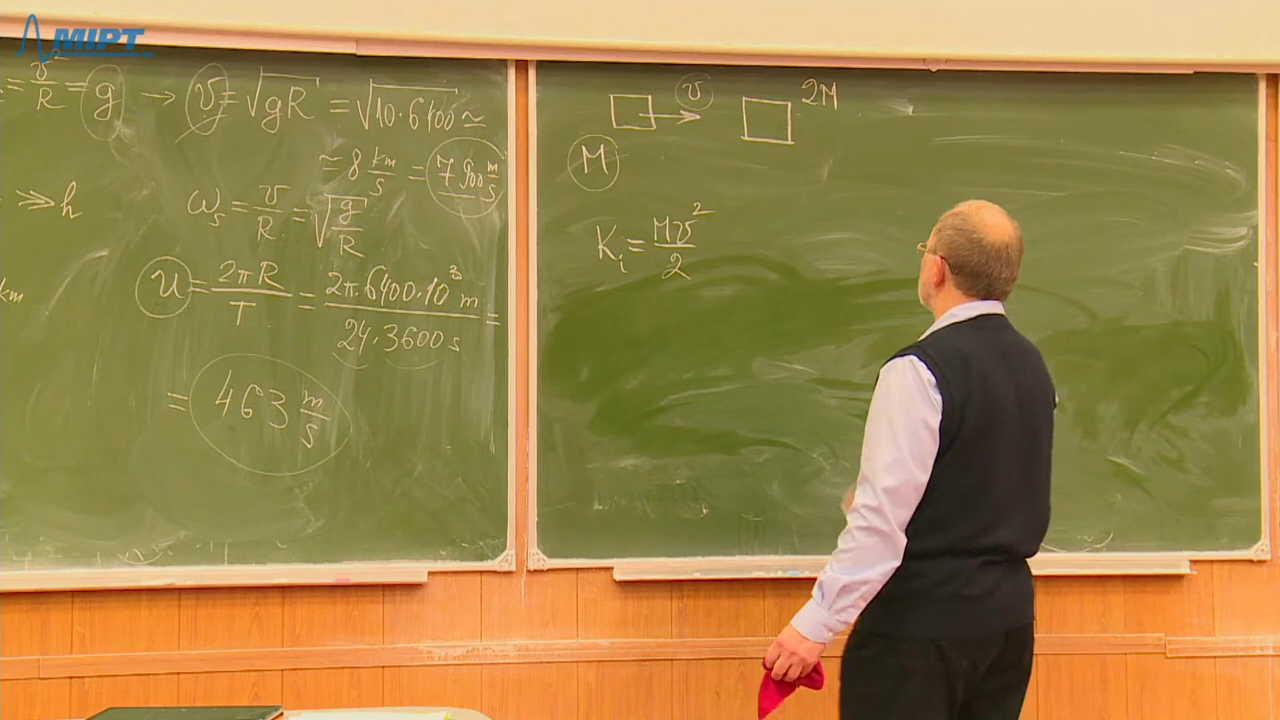 MIPT
= v²/R = g → v = √gR = √10·6400 ≃
≃ 8 km/s = 7900 m/s
≫ h
ω_s = v/R = √g/R
km
u = 2πR/T = 2π·6400·10³ m/24·3600 s =
= 463 m/s
v
2M
M
K_i = Mv²/2